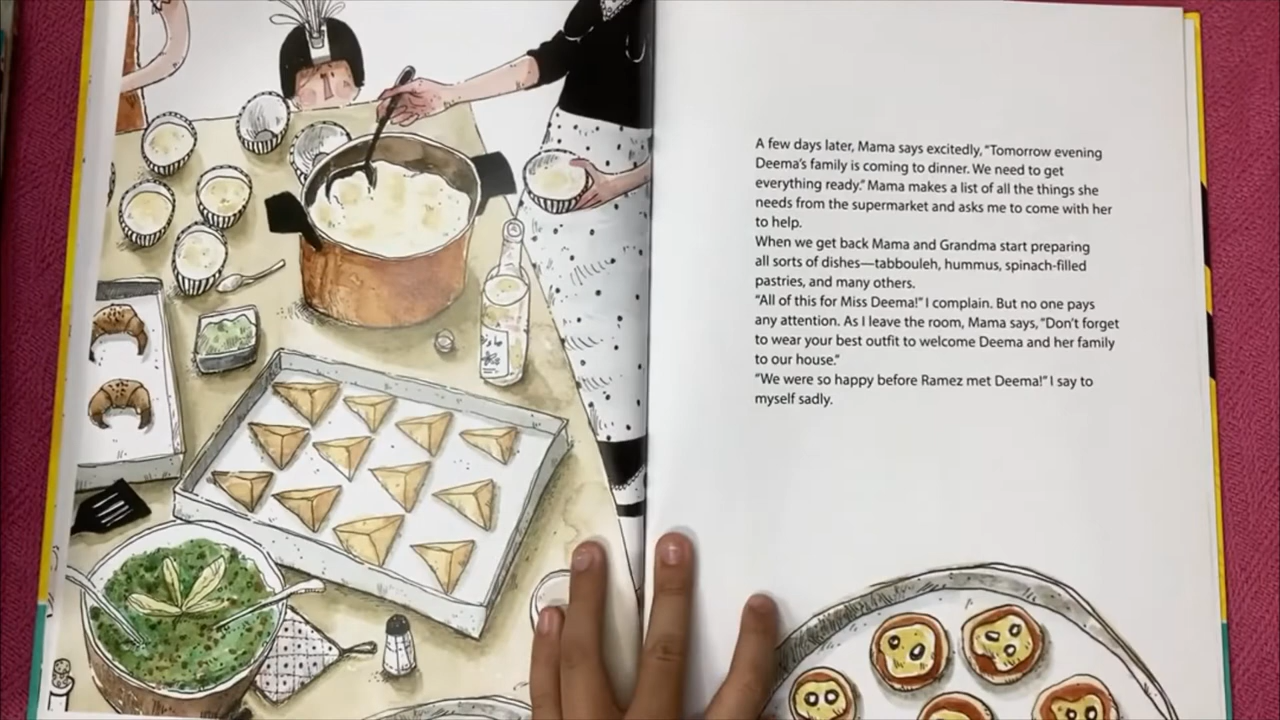 A few days later, Mama says excitedly, “Tomorrow evening
Deema’s family is coming to dinner. We need to get
everything ready.” Mama makes a list of all the things she
needs from the supermarket and asks me to come with her
to help.
When we get back Mama and Grandma start preparing
all sorts of dishes—tabbouleh, hummus, spinach-filled
pastries, and many others.
“All of this for Miss Deema!” I complain. But no one pays
any attention. As I leave the room, Mama says, “Don’t forget
to wear your best outfit to welcome Deema and her family
to our house.”
“We were so happy before Ramez met Deema!” I say to
myself sadly.